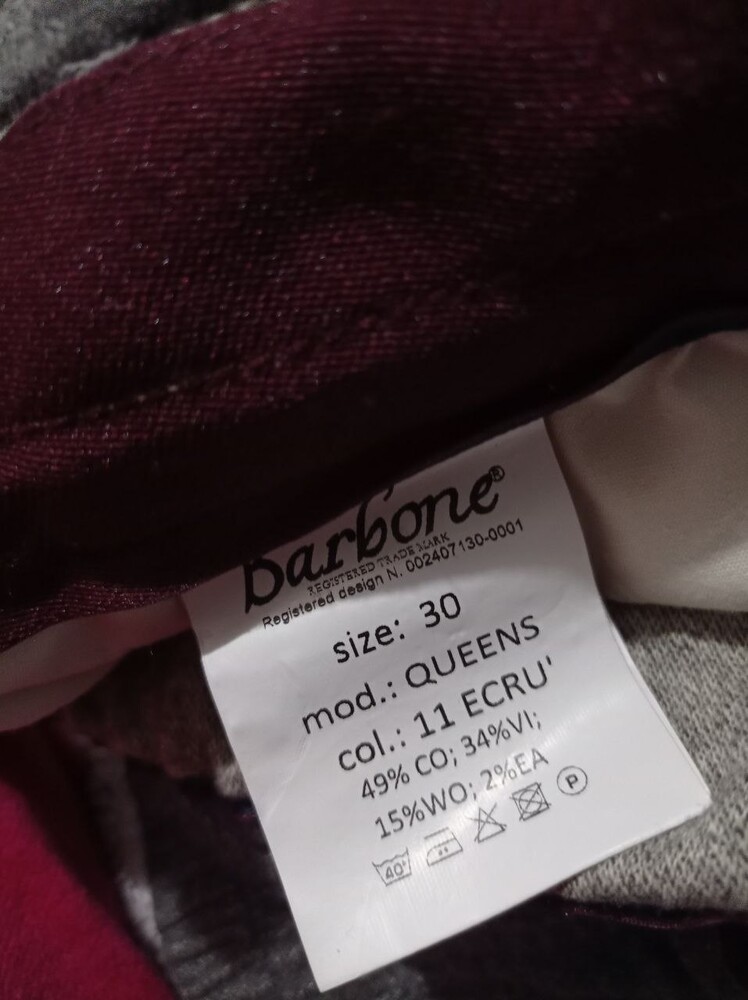 Barbone®
REGISTERED TRADE MARK
Registered design N. 002407130-0001
size: 30
mod.: QUEENS
col.: 11 ECRU'
49% CO; 34%VI;
15%WO; 2%EA
40° P